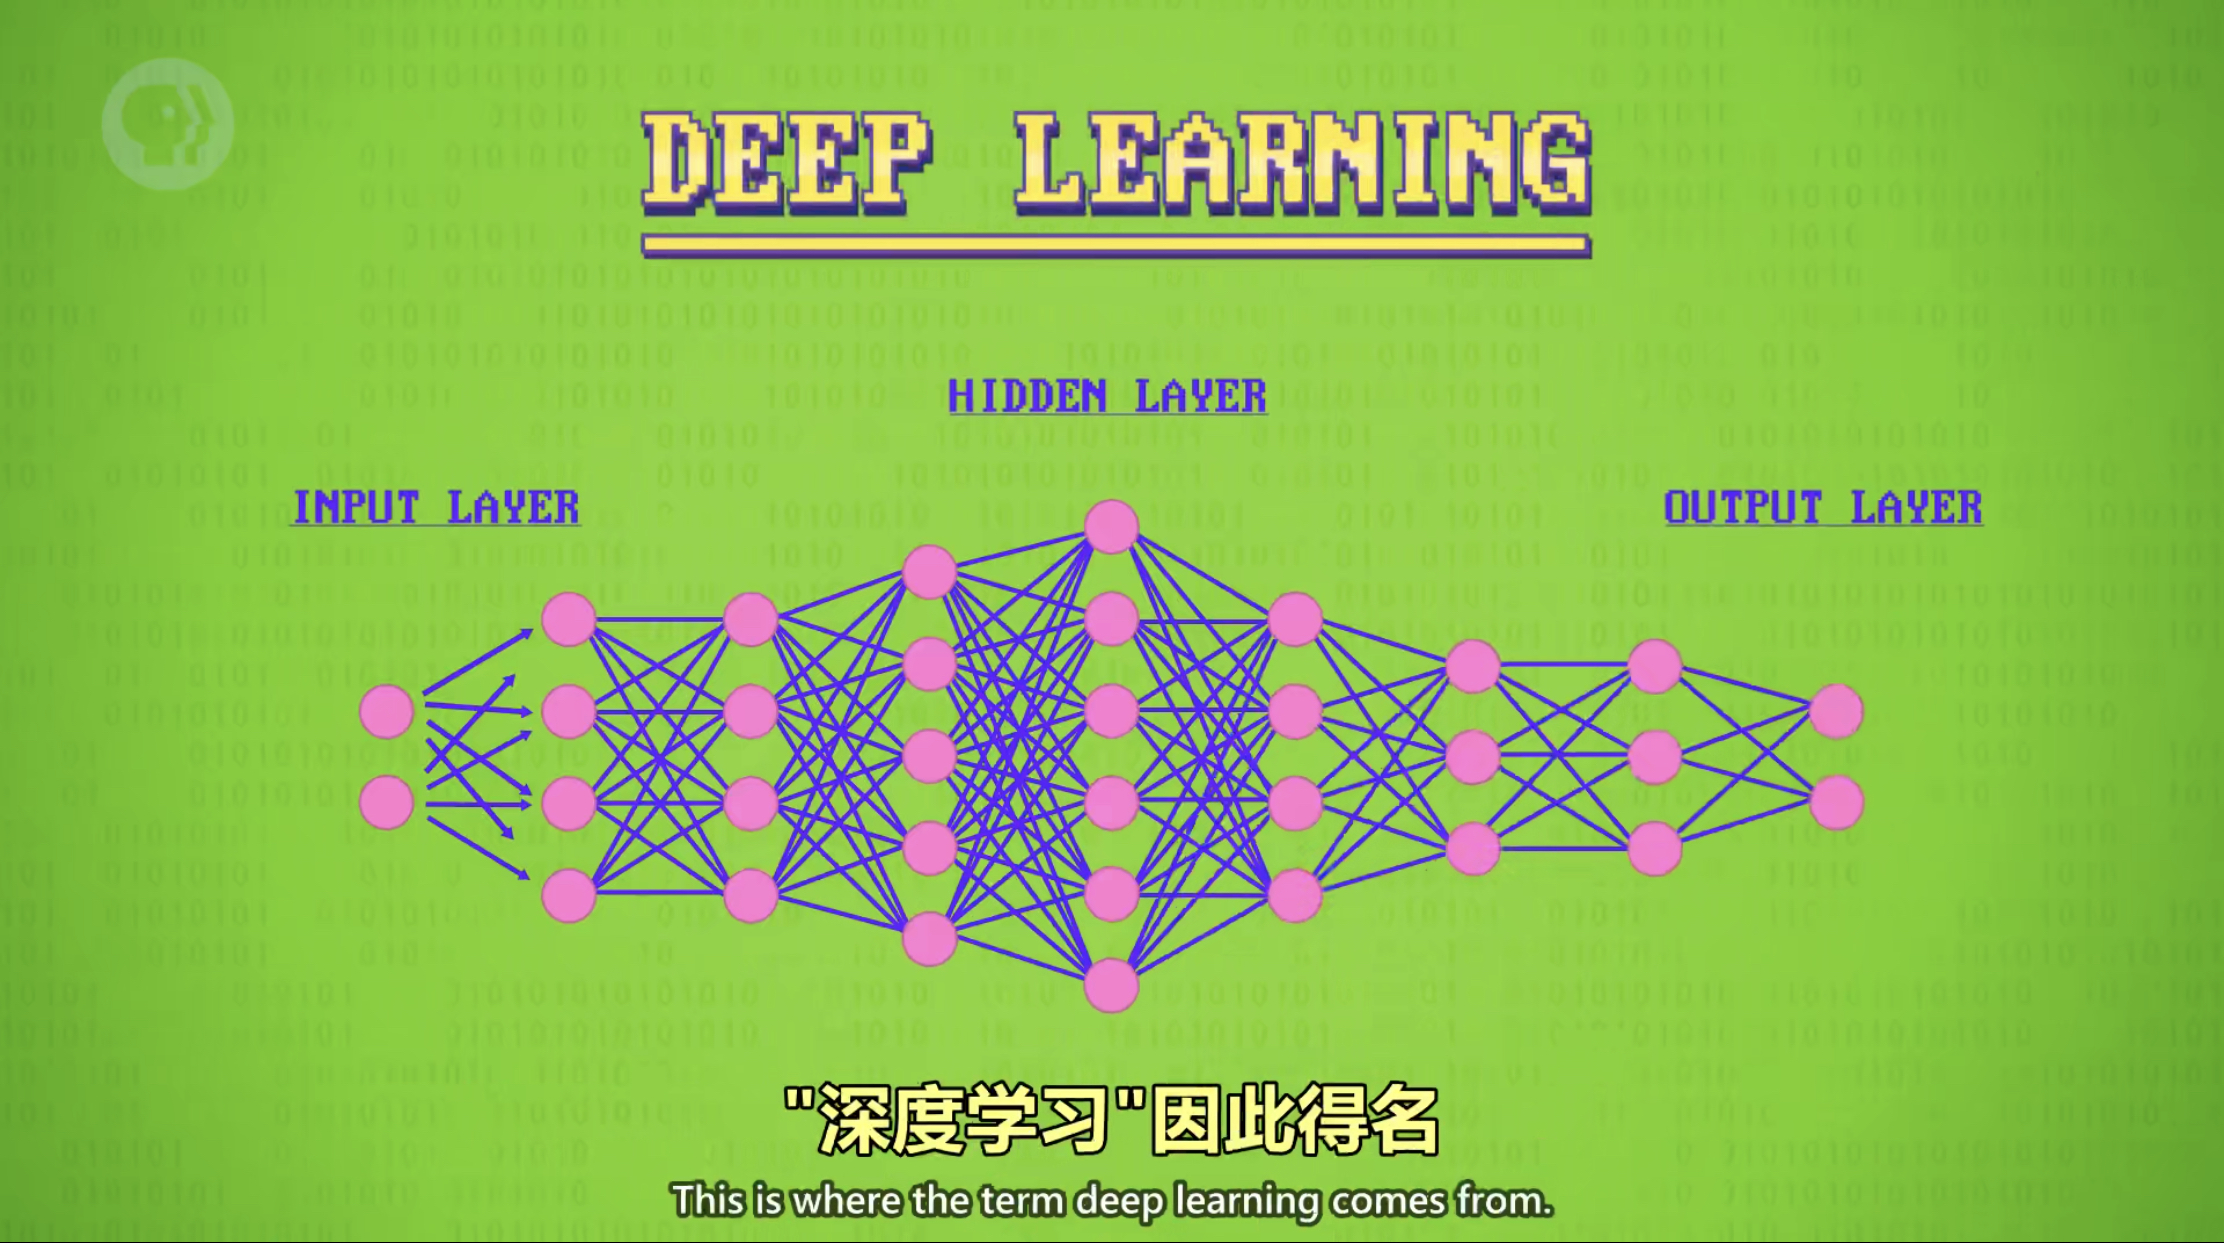 DEEP LEARNING
HIDDEN LAYER
INPUT LAYER
OUTPUT LAYER
"深度学习"因此得名
This is where the term deep learning comes from.